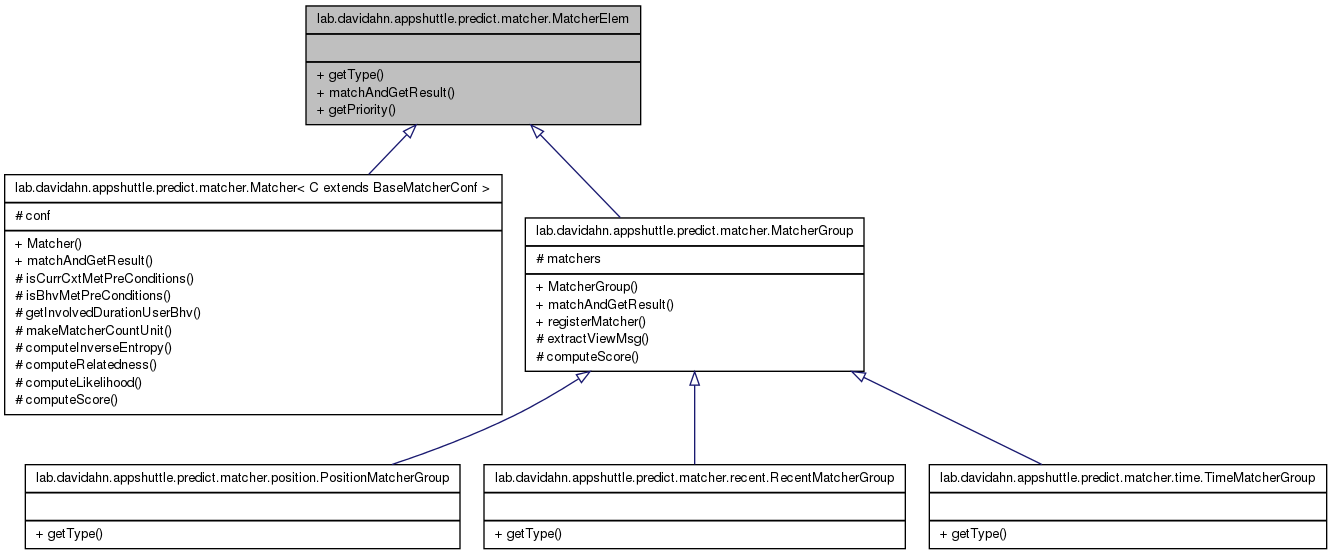 lab.davidahn.appshuttle.predict.matcher.MatcherElem
+ getType()
+ matchAndGetResult()
+ getPriority()
lab.davidahn.appshuttle.predict.matcher.Matcher< C extends BaseMatcherConf >
# conf
+ Matcher()
+ matchAndGetResult()
# isCurrCxtMetPreConditions()
# isBhvMetPreConditions()
# getInvolvedDurationUserBhv()
# makeMatcherCountUnit()
# computeInverseEntropy()
# computeRelatedness()
# computeLikelihood()
# computeScore()
lab.davidahn.appshuttle.predict.matcher.MatcherGroup
# matchers
+ MatcherGroup()
+ matchAndGetResult()
+ registerMatcher()
# extractViewMsg()
# computeScore()
lab.davidahn.appshuttle.predict.matcher.position.PositionMatcherGroup
+ getType()
lab.davidahn.appshuttle.predict.matcher.recent.RecentMatcherGroup
+ getType()
lab.davidahn.appshuttle.predict.matcher.time.TimeMatcherGroup
+ getType()